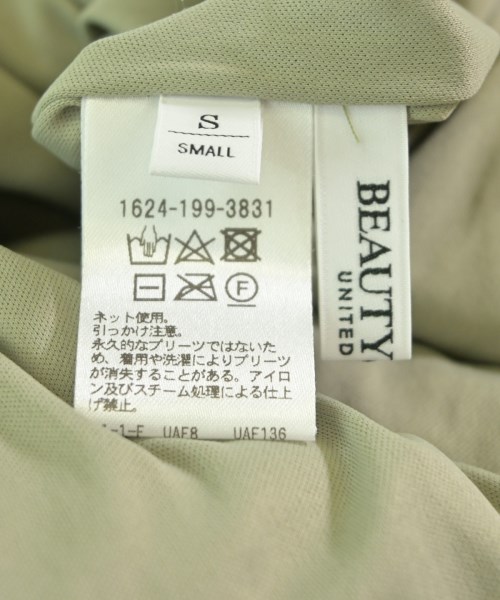 S
SMALL
1624-199-3831
F
ネット使用。
引っかけ注意。
永久的なプリーツではないた
め、着用や洗濯によりプリーツ
が消失することがある。アイロ
ン及びスチーム処理による仕上
げ禁止。
-1-F UAF8 UAF136
BEAUTY
UNITED